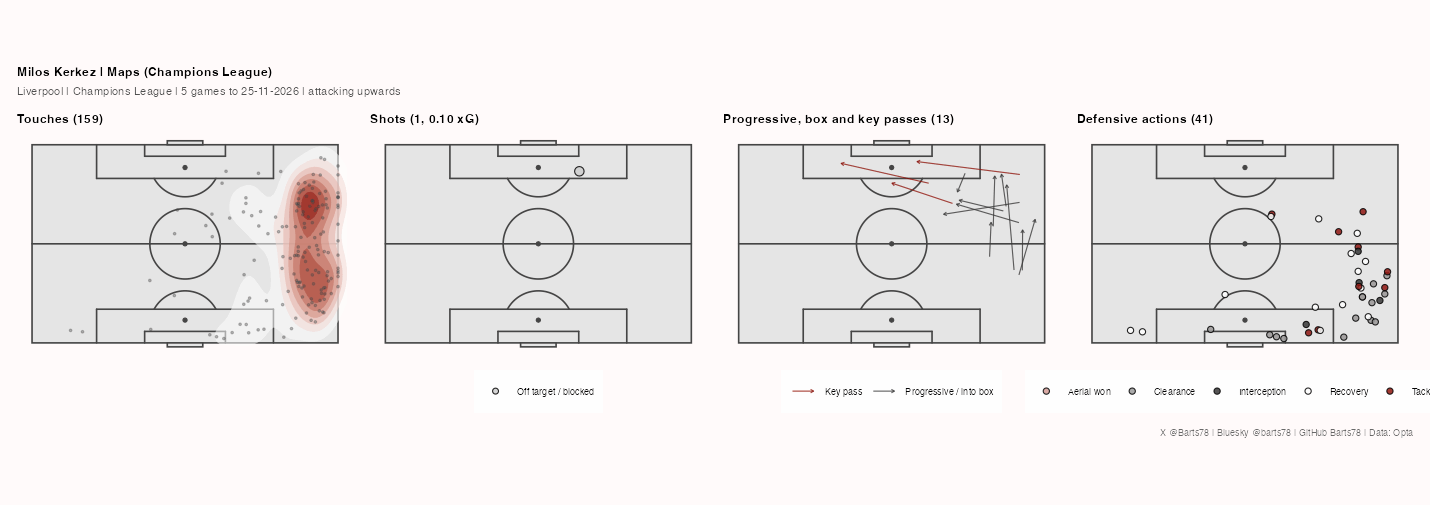 Milos Kerkez | Maps (Champions League)
Liverpool | Champions League | 5 games to 25-11-2026 | attacking upwards
Touches (159)
Shots (1, 0.10 xG)
Progressive, box and key passes (13)
Defensive actions (41)
Off target / blocked
Key pass
Progressive / into box
Aerial won
Clearance
Interception
Recovery
Tack
X @Barts78 | Bluesky @barts78 | GitHub Barts78 | Data: Opta